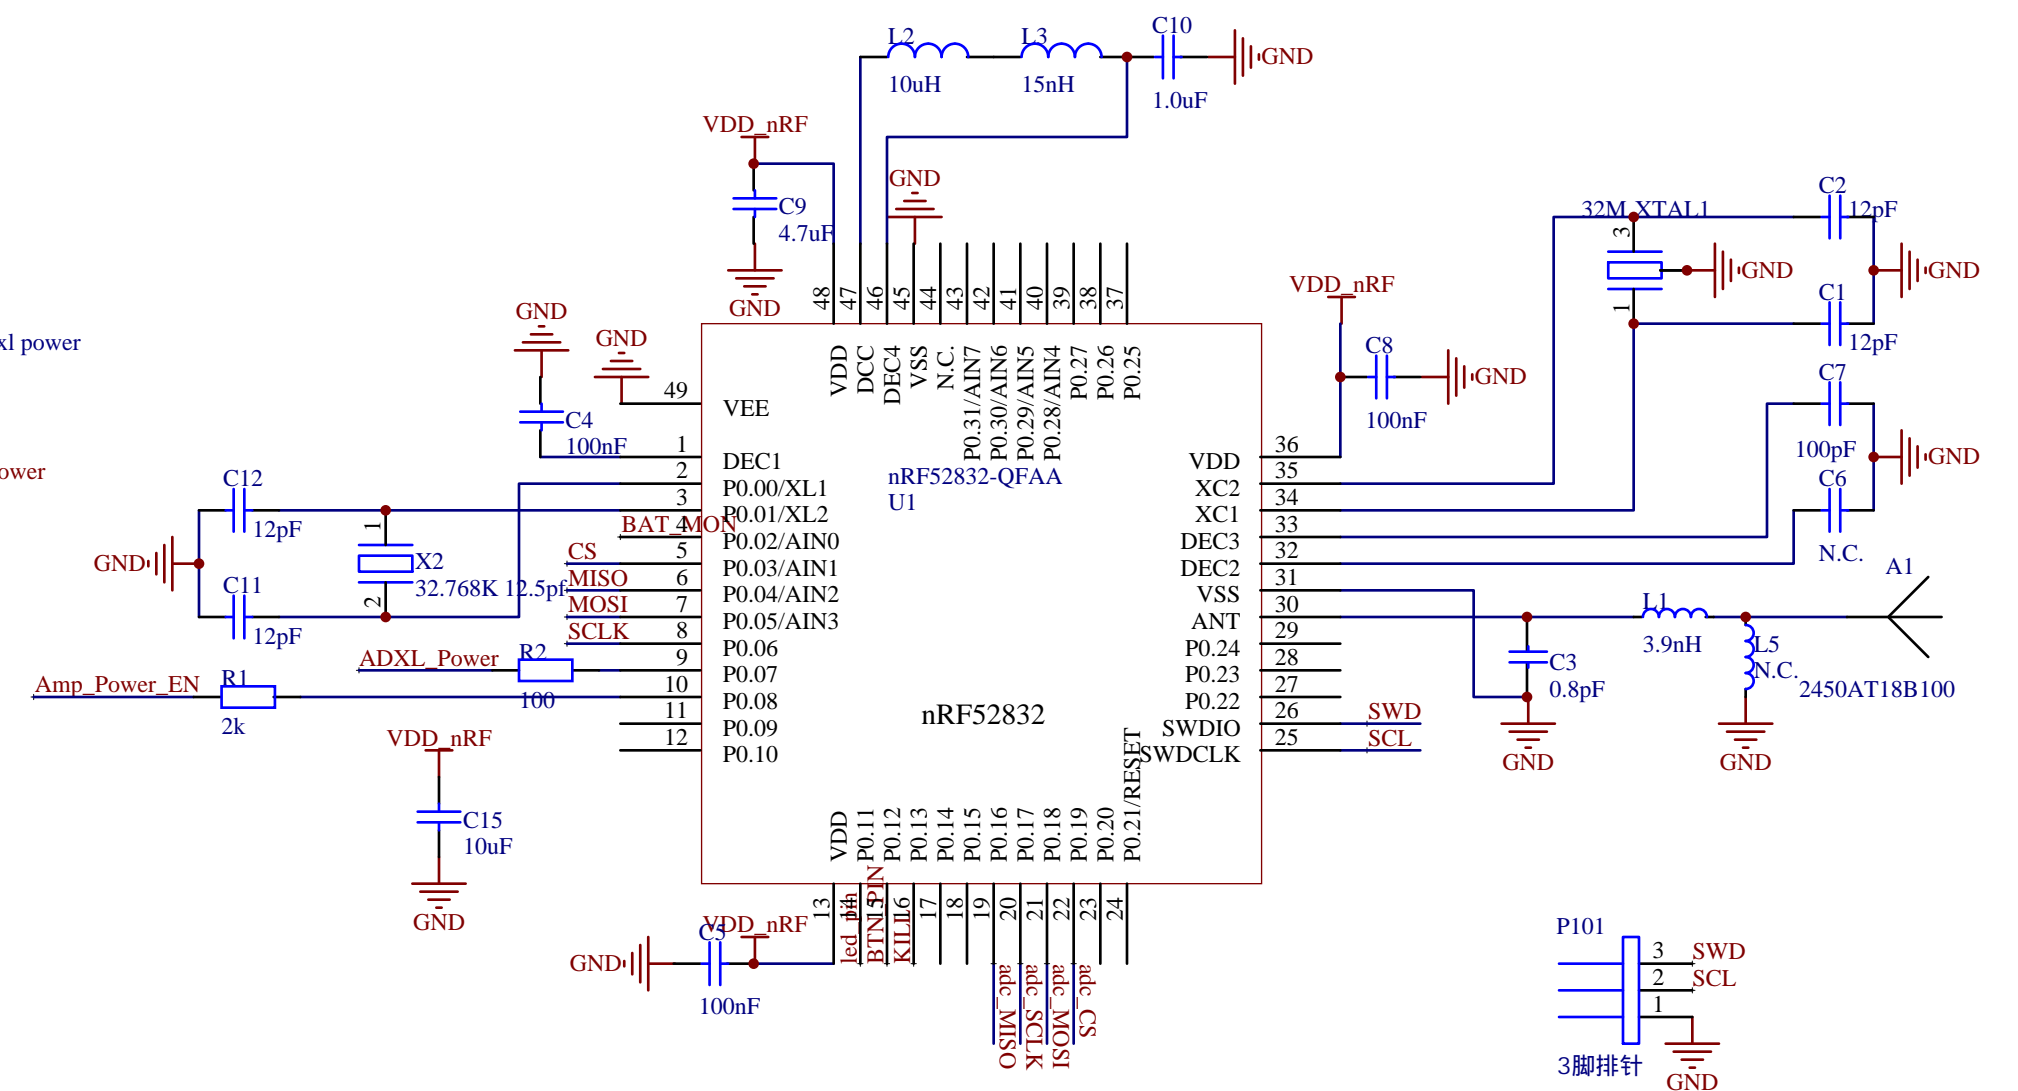 L2
10uH
L3
15nH
C10
1.0uF
GND
VDD_nRF
C9
4.7uF
GND
GND
48
47
46
45
44
43
42
41
40
39
38
37
VDD
DCC
DEC4
VSS
N.C.
P0.31/AIN7
P0.30/AIN6
P0.29/AIN5
P0.28/AIN4
P0.27
P0.26
P0.25
nRF52832-QFAA
U1
xl power
ower
GND
C4
100nF
GND
49
VEE
1
DEC1
2
P0.00/XL1
3
P0.01/XL2
BAT_MON
4
P0.02/AIN0
CS
5
P0.03/AIN1
MISO
6
P0.04/AIN2
MOSI
7
P0.05/AIN3
SCLK
8
P0.06
9
P0.07
10
P0.08
11
P0.09
12
P0.10
C12
12pF
GND
1
X2
32.768K 12.5pf
2
C11
12pF
ADXL_Power
R2
100
Amp_Power_EN
R1
2k
VDD_nRF
C15
10uF
GND
nRF52832
VDD_nRF
C8
100nF
GND
36
VDD
35
XC2
34
XC1
33
DEC3
32
DEC2
31
VSS
30
ANT
29
P0.24
28
P0.23
27
P0.22
26
SWDIO
SWD
25
SWDCLK
SCL
32M XTAL1
3
1
GND
C2
12pF
GND
C1
12pF
C7
100pF
GND
C6
N.C.
A1
L1
3.9nH
C3
0.8pF
GND
L5
N.C.
2450AT18B100
GND
VDD
P0.11
P0.12
P0.13
P0.14
P0.15
P0.16
P0.17
P0.18
P0.19
P0.20
P0.21/RESET
13
14
15
16
17
18
19
20
21
22
23
24
led_pin
BTN_PIN
KILL
adc_MISO
adc_SCLK
adc_MOSI
adc_CS
VDD_nRF
C5
100nF
GND
P101
3
SWD
2
SCL
1
3脚排针
GND